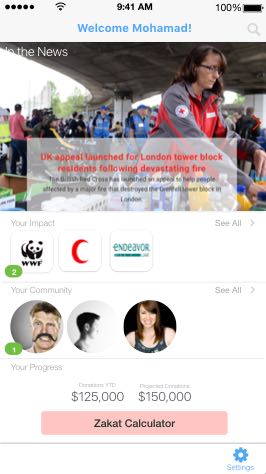 9:41 AM
100%
Welcome Mohamad!
In the News
UK appeal launched for London tower block
residents following devastating fire
The British Red Cross has launched an appeal to help people
affected by a major fire that destroyed the Grenfell tower block in
London.
Your Impact
See All
WWF
ENDEAVOR
2
Your Community
See All
1
Your Progress
Donations YTD
Projected Donations
$125,000
$150,000
Zakat Calculator
Settings